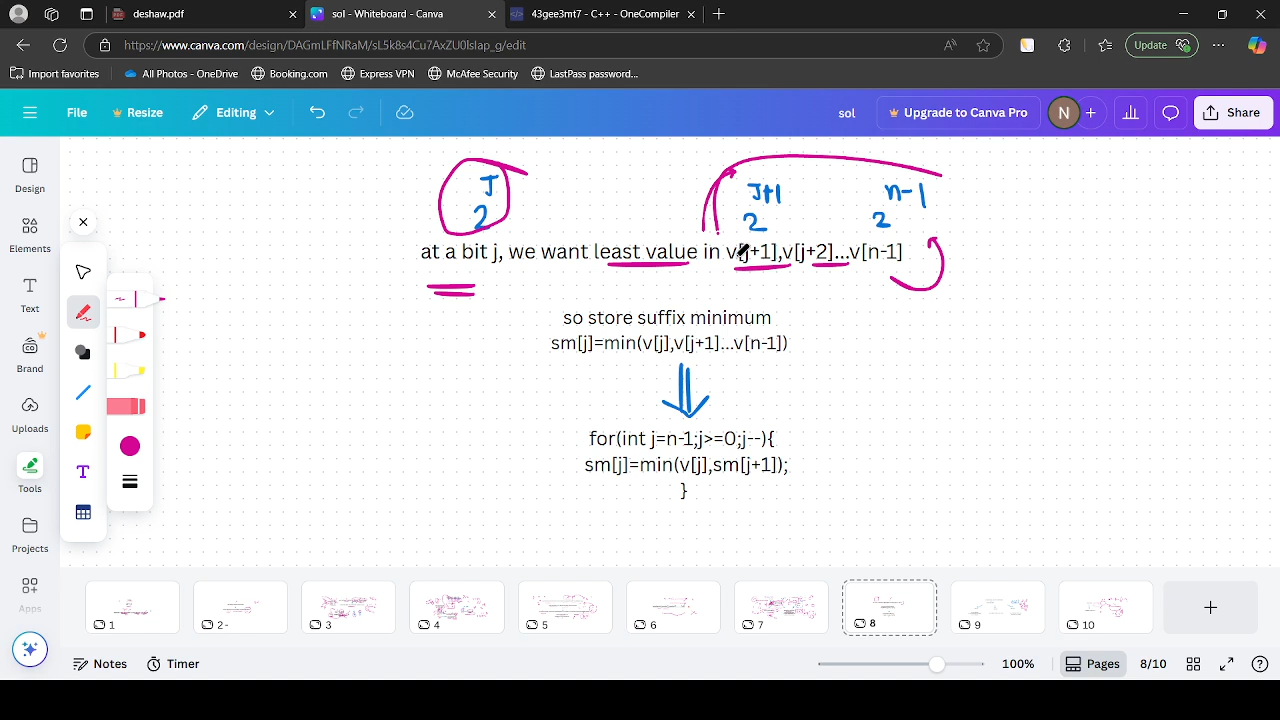 deshaw.pdf
sol - Whiteboard - Canva
43gee3mt7 - C++ - OneCompiler
https://www.canva.com/design/DAGmLFfNRaM/sL5k8s4Cu7AxZU0Islap_g/edit
Update
Import favorites
All Photos - OneDrive
Booking.com
Express VPN
McAfee Security
LastPass password...
File
Resize
Editing
sol
Upgrade to Canva Pro
N
Share
Design
Elements
Text
Brand
Uploads
Tools
Projects
Apps
J
2
J+1
2
n-1
2
at a bit j, we want least value in v[j+1],v[j+2]...v[n-1]
so store suffix minimum
sm[j]=min(v[j],v[j+1]...v[n-1])
for(int j=n-1;j>=0;j--){
sm[j]=min(v[j],sm[j+1]);
}
1
2 -
3
4
5
6
7
8
9
10
Notes
Timer
100%
Pages
8/10